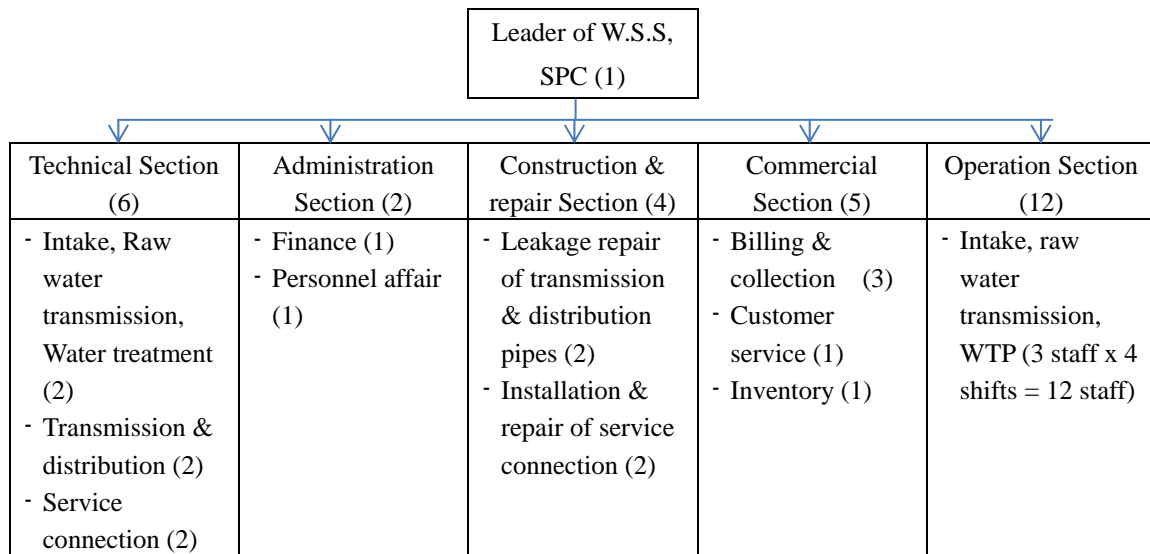 Leader of W.S.S,
SPC (1)
Technical Section
(6)
- Intake, Raw
water
transmission,
Water treatment
(2)
- Transmission &
distribution (2)
- Service
connection (2)
Administration
Section (2)
- Finance (1)
- Personnel affair
(1)
Construction &
repair Section (4)
- Leakage repair
of transmission
& distribution
pipes (2)
- Installation &
repair of service
connection (2)
Commercial
Section (5)
- Billing &
collection (3)
- Customer
service (1)
- Inventory (1)
Operation Section
(12)
- Intake, raw
water
transmission,
WTP (3 staff x 4
shifts = 12 staff)